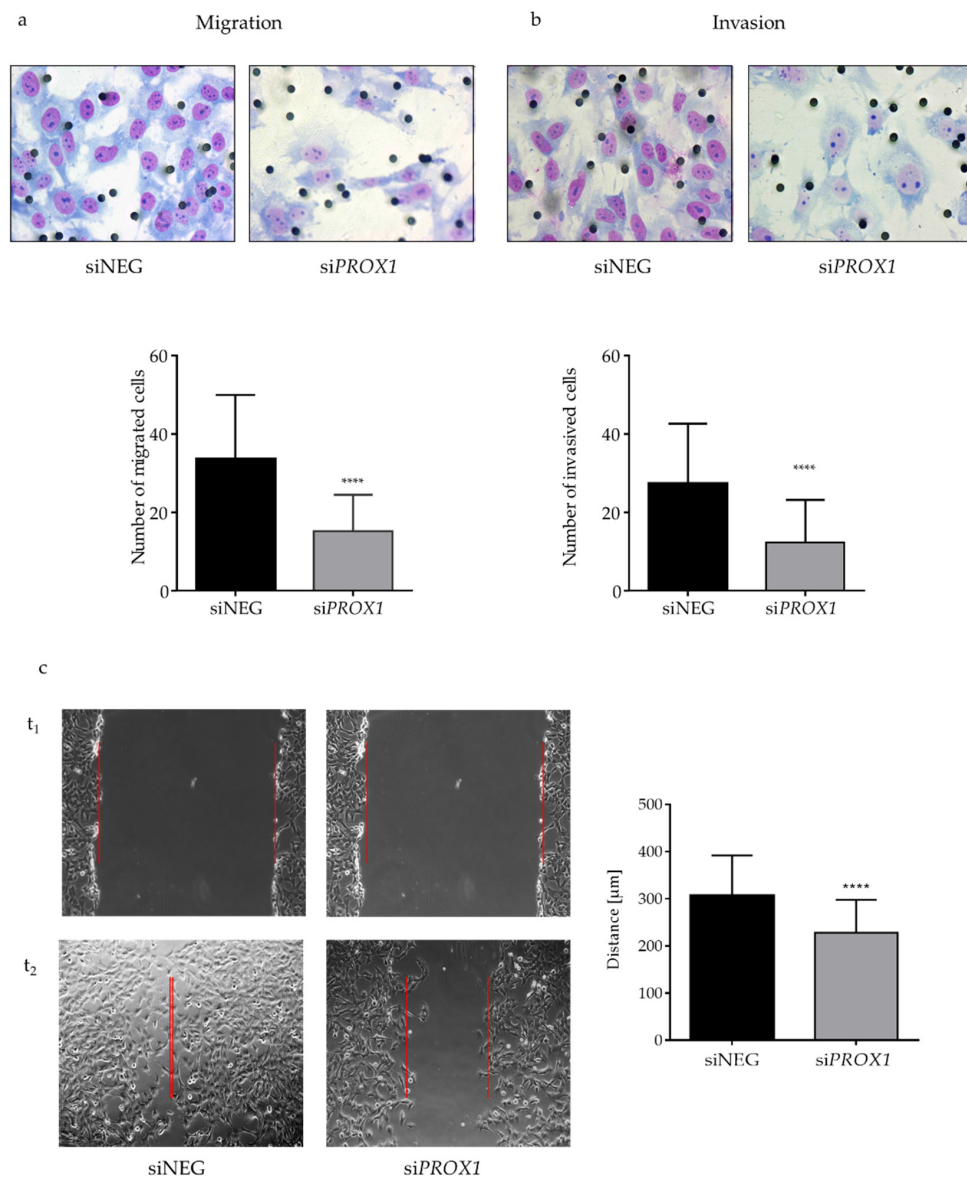 a
Migration
b
Invasion
siNEG
siPROX1
siNEG
siPROX1
Number of migrated cells
60
40
20
0
****
siNEG
siPROX1
Number of invasived cells
60
40
20
0
****
siNEG
siPROX1
c
t1
t2
siNEG
siPROX1
Distance [µm]
500
400
300
200
100
0
****
siNEG
siPROX1